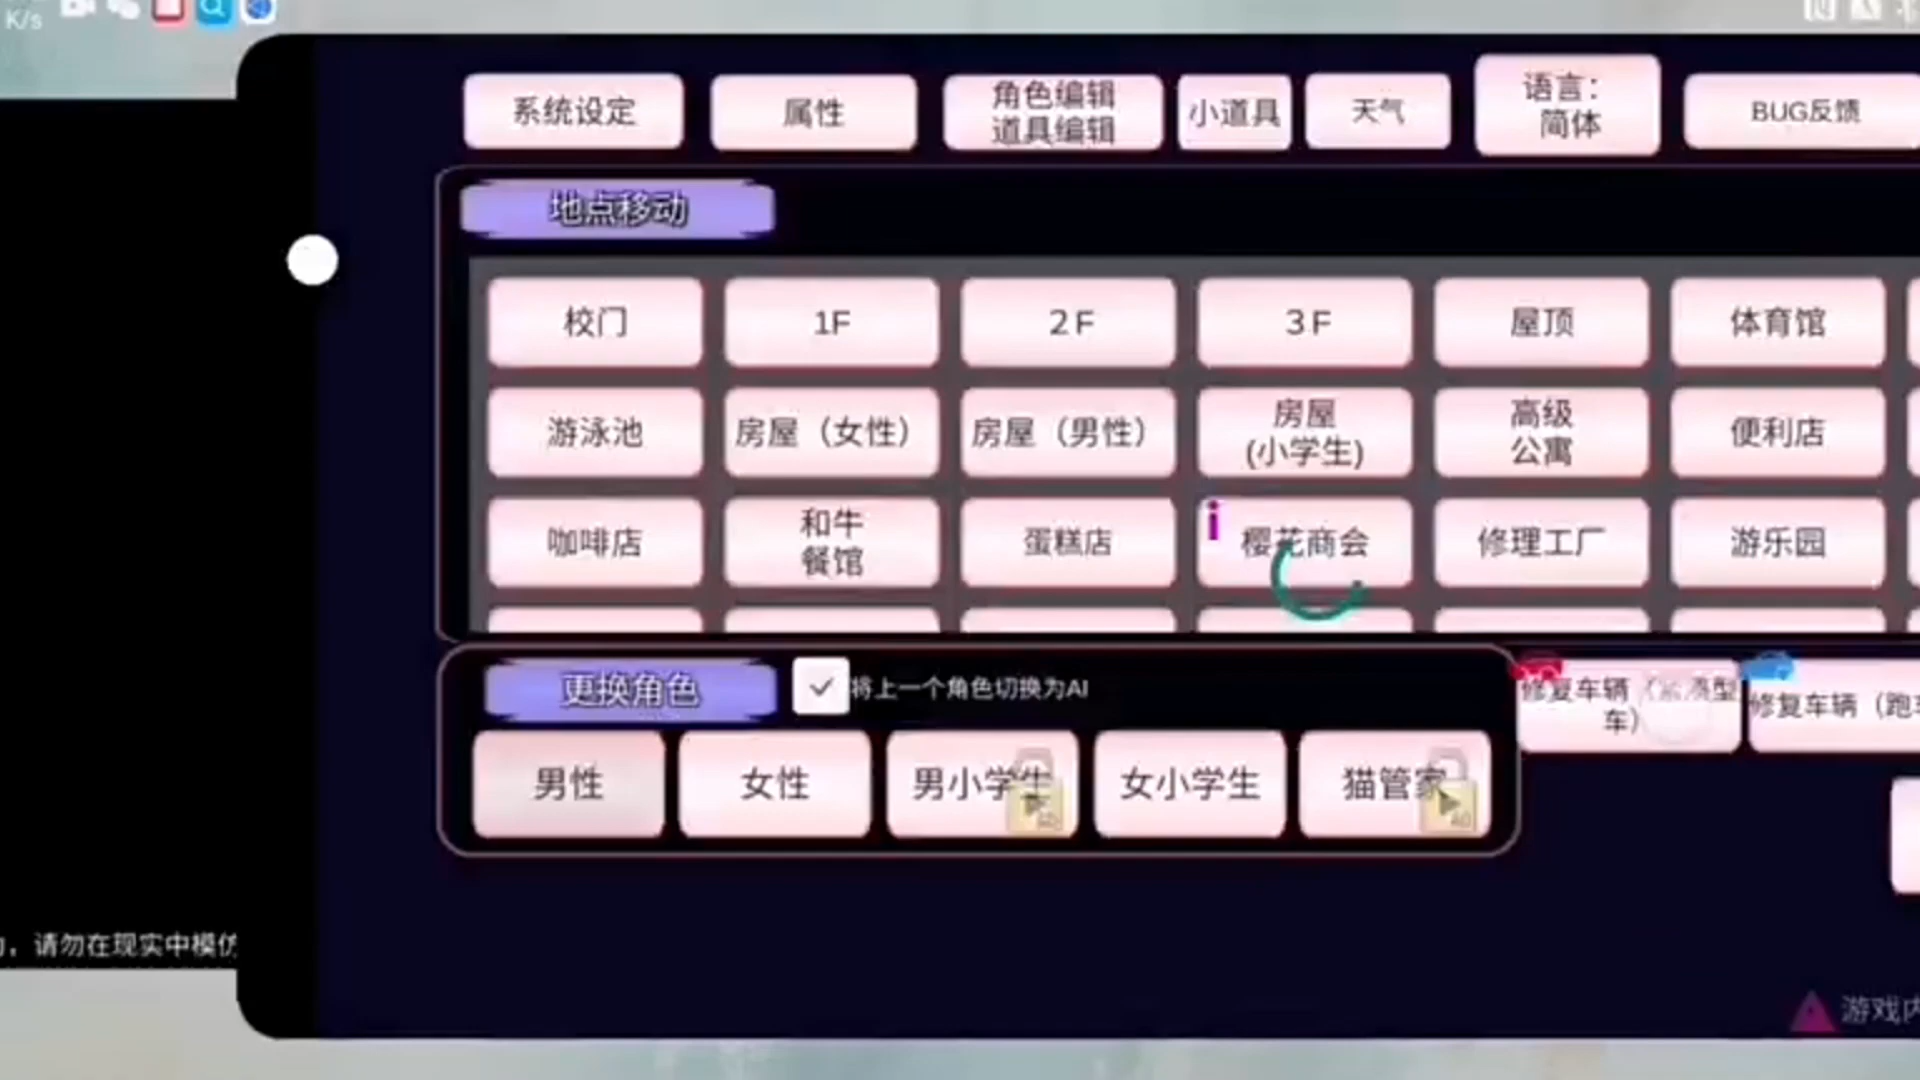 K/s
系统设定
属性
角色编辑
道具编辑
小道具
天气
语言：
简体
BUG反馈
地点移动
校门
1F
2F
3F
屋顶
体育馆
游泳池
房屋（女性）
房屋（男性）
房屋
(小学生)
高级
公寓
便利店
咖啡店
和牛
餐馆
蛋糕店
i
樱花商会
修理工厂
游乐园
更换角色
将上一个角色切换为AI
修复车辆（
型
车）
修复车辆（跑
男性
女性
男小学生
女小学生
猫管家
，请勿在现实中模仿
游戏内